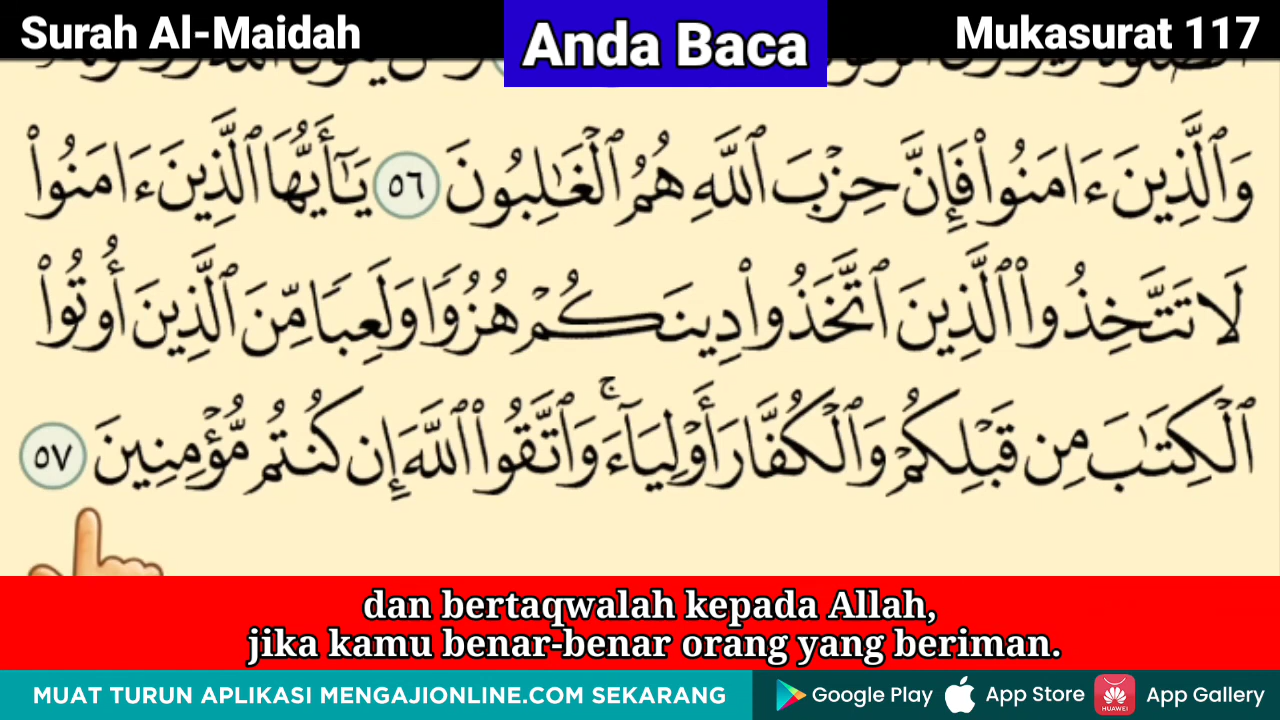 Surah Al-Maidah
Anda Baca
Mukasurat 117
وَٱلَّذِينَ ءَامَنُوا۟ فَإِنَّ حِزْبَ ٱللَّهِ هُمُ ٱلْغَـٰلِبُونَ ٥٦ يَـٰٓأَيُّهَا ٱلَّذِينَ ءَامَنُوا۟
لَا تَتَّخِذُوا۟ ٱلَّذِينَ ٱتَّخَذُوا۟ دِينَكُمْ هُزُوًا وَلَعِبًا مِّنَ ٱلَّذِينَ أُوتُوا۟
ٱلْكِتَـٰبَ مِن قَبْلِكُمْ وَٱلْكُفَّارَ أَوْلِيَآءَ ۚ وَٱتَّقُوا۟ ٱللَّهَ إِن كُنتُم مُّؤْمِنِينَ ٥٧
dan bertaqwalah kepada Allah,
jika kamu benar-benar orang yang beriman.
MUAT TURUN APLIKASI MENGAJIONLINE.COM SEKARANG
Google Play
App Store
HUAWEI
App Gallery